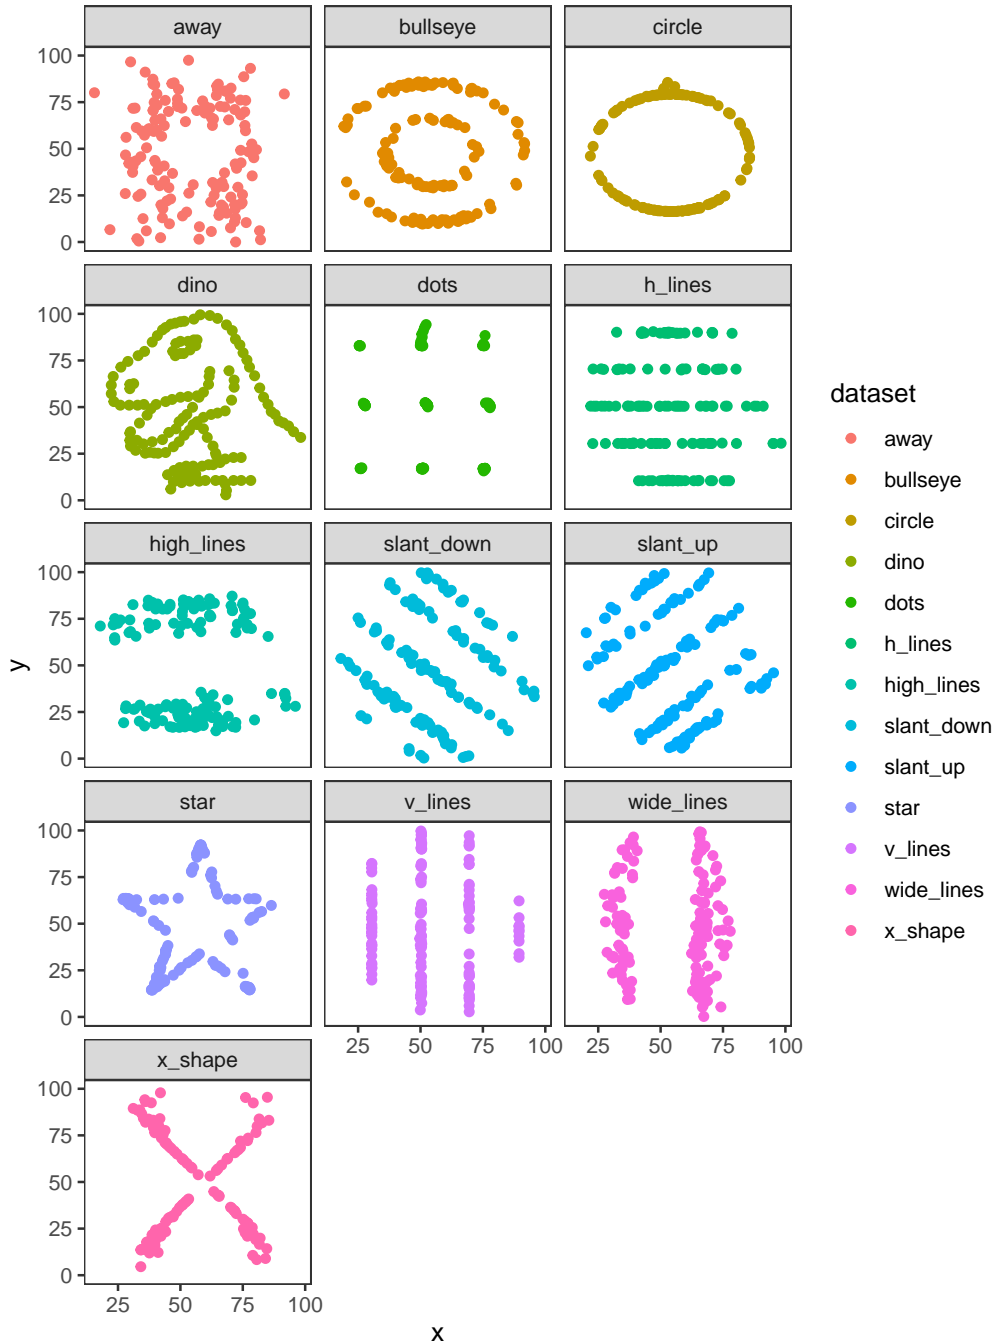 away bullseye circle
100
75
50
25
0
dino dots h_lines
100
75
50
25
0
high_lines slant_down slant_up
100
75
50
25
0
star v_lines wide_lines
100
75
50
25
0
25 50 75 100 25 50 75 100
x_shape
100
75
50
25
0
25 50 75 100
x
y
dataset
away
bullseye
circle
dino
dots
h_lines
high_lines
slant_down
slant_up
star
v_lines
wide_lines
x_shape